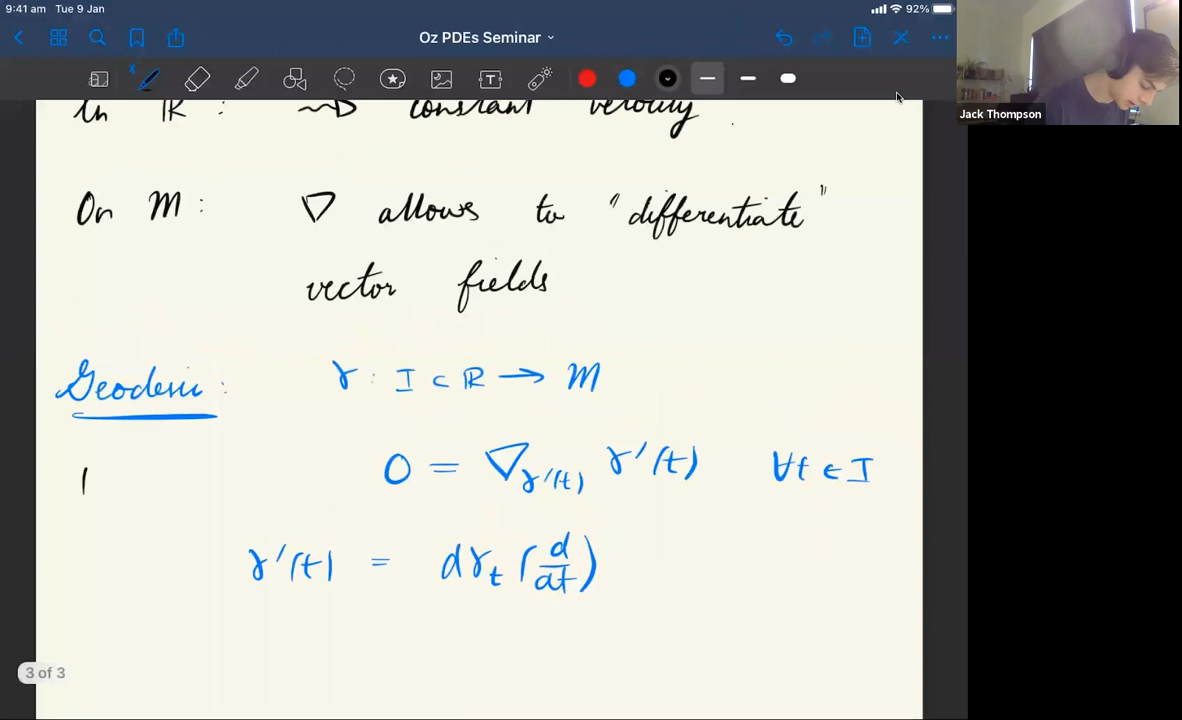 9:41 am Tue 9 Jan
92%
Oz PDEs Seminar
T
Jack Thompson
In ℝ : ⇝ constant velocity.
On M : ∇ allows to "differentiate"
vector fields
Geodesic : γ : I ⊂ ℝ → M
0 = ∇_{γ'(t)} γ'(t) ∀t ∈ I
γ'(t) = dγ_t (d/dt)
3 of 3